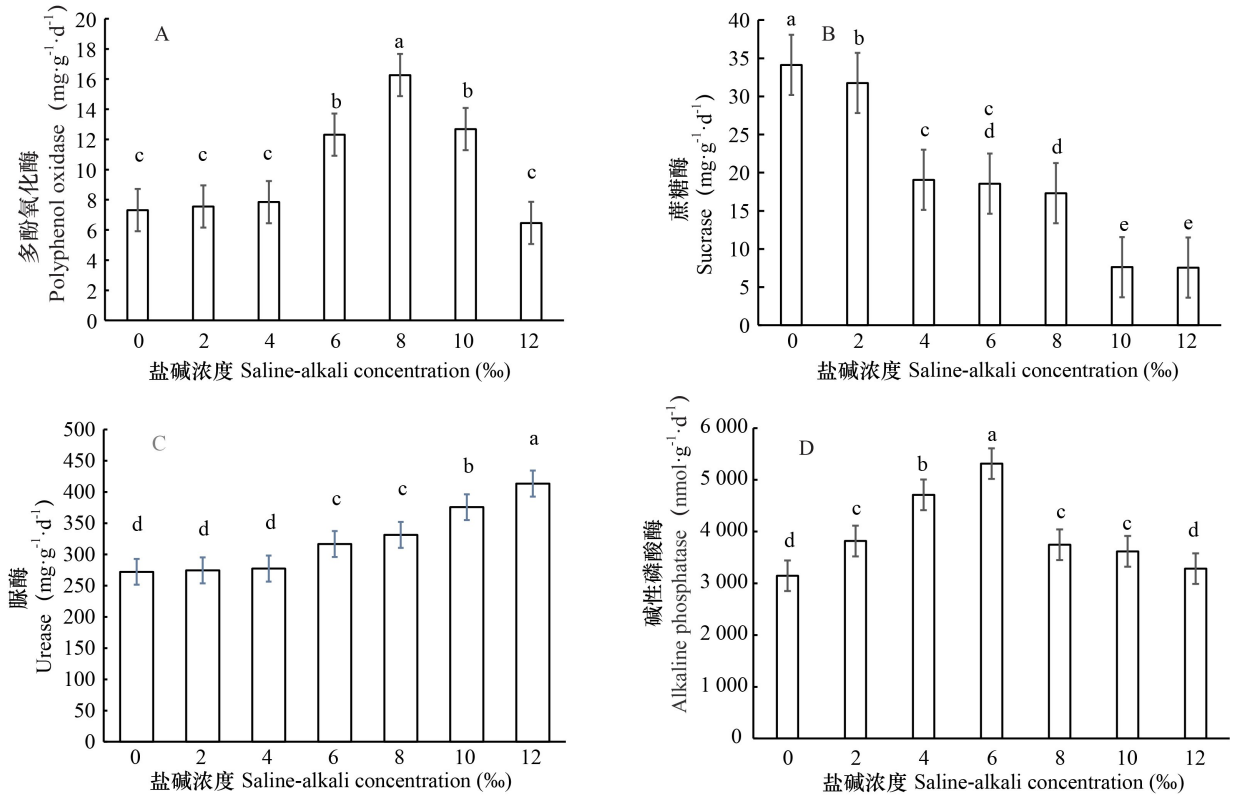 A
多酚氧化酶
Polyphenol oxidase (mg·g⁻¹·d⁻¹)
20
18
16
14
12
10
8
6
4
2
0
c
c
c
b
a
b
c
0 2 4 6 8 10 12
盐碱浓度 Saline-alkali concentration (‰)
B
蔗糖酶
Sucrase (mg·g⁻¹·d⁻¹)
40
35
30
25
20
15
10
5
0
a
b
c
c
d
d
e
e
0 2 4 6 8 10 12
盐碱浓度 Saline-alkali concentration (‰)
C
脲酶
Urease (mg·g⁻¹·d⁻¹)
500
450
400
350
300
250
200
150
100
50
0
d
d
d
c
c
b
a
0 2 4 6 8 10 12
盐碱浓度 Saline-alkali concentration (‰)
D
碱性磷酸酶
Alkaline phosphatase (nmol·g⁻¹·d⁻¹)
6 000
5 000
4 000
3 000
2 000
1 000
0
d
c
b
a
c
c
d
0 2 4 6 8 10 12
盐碱浓度 Saline-alkali concentration (‰)